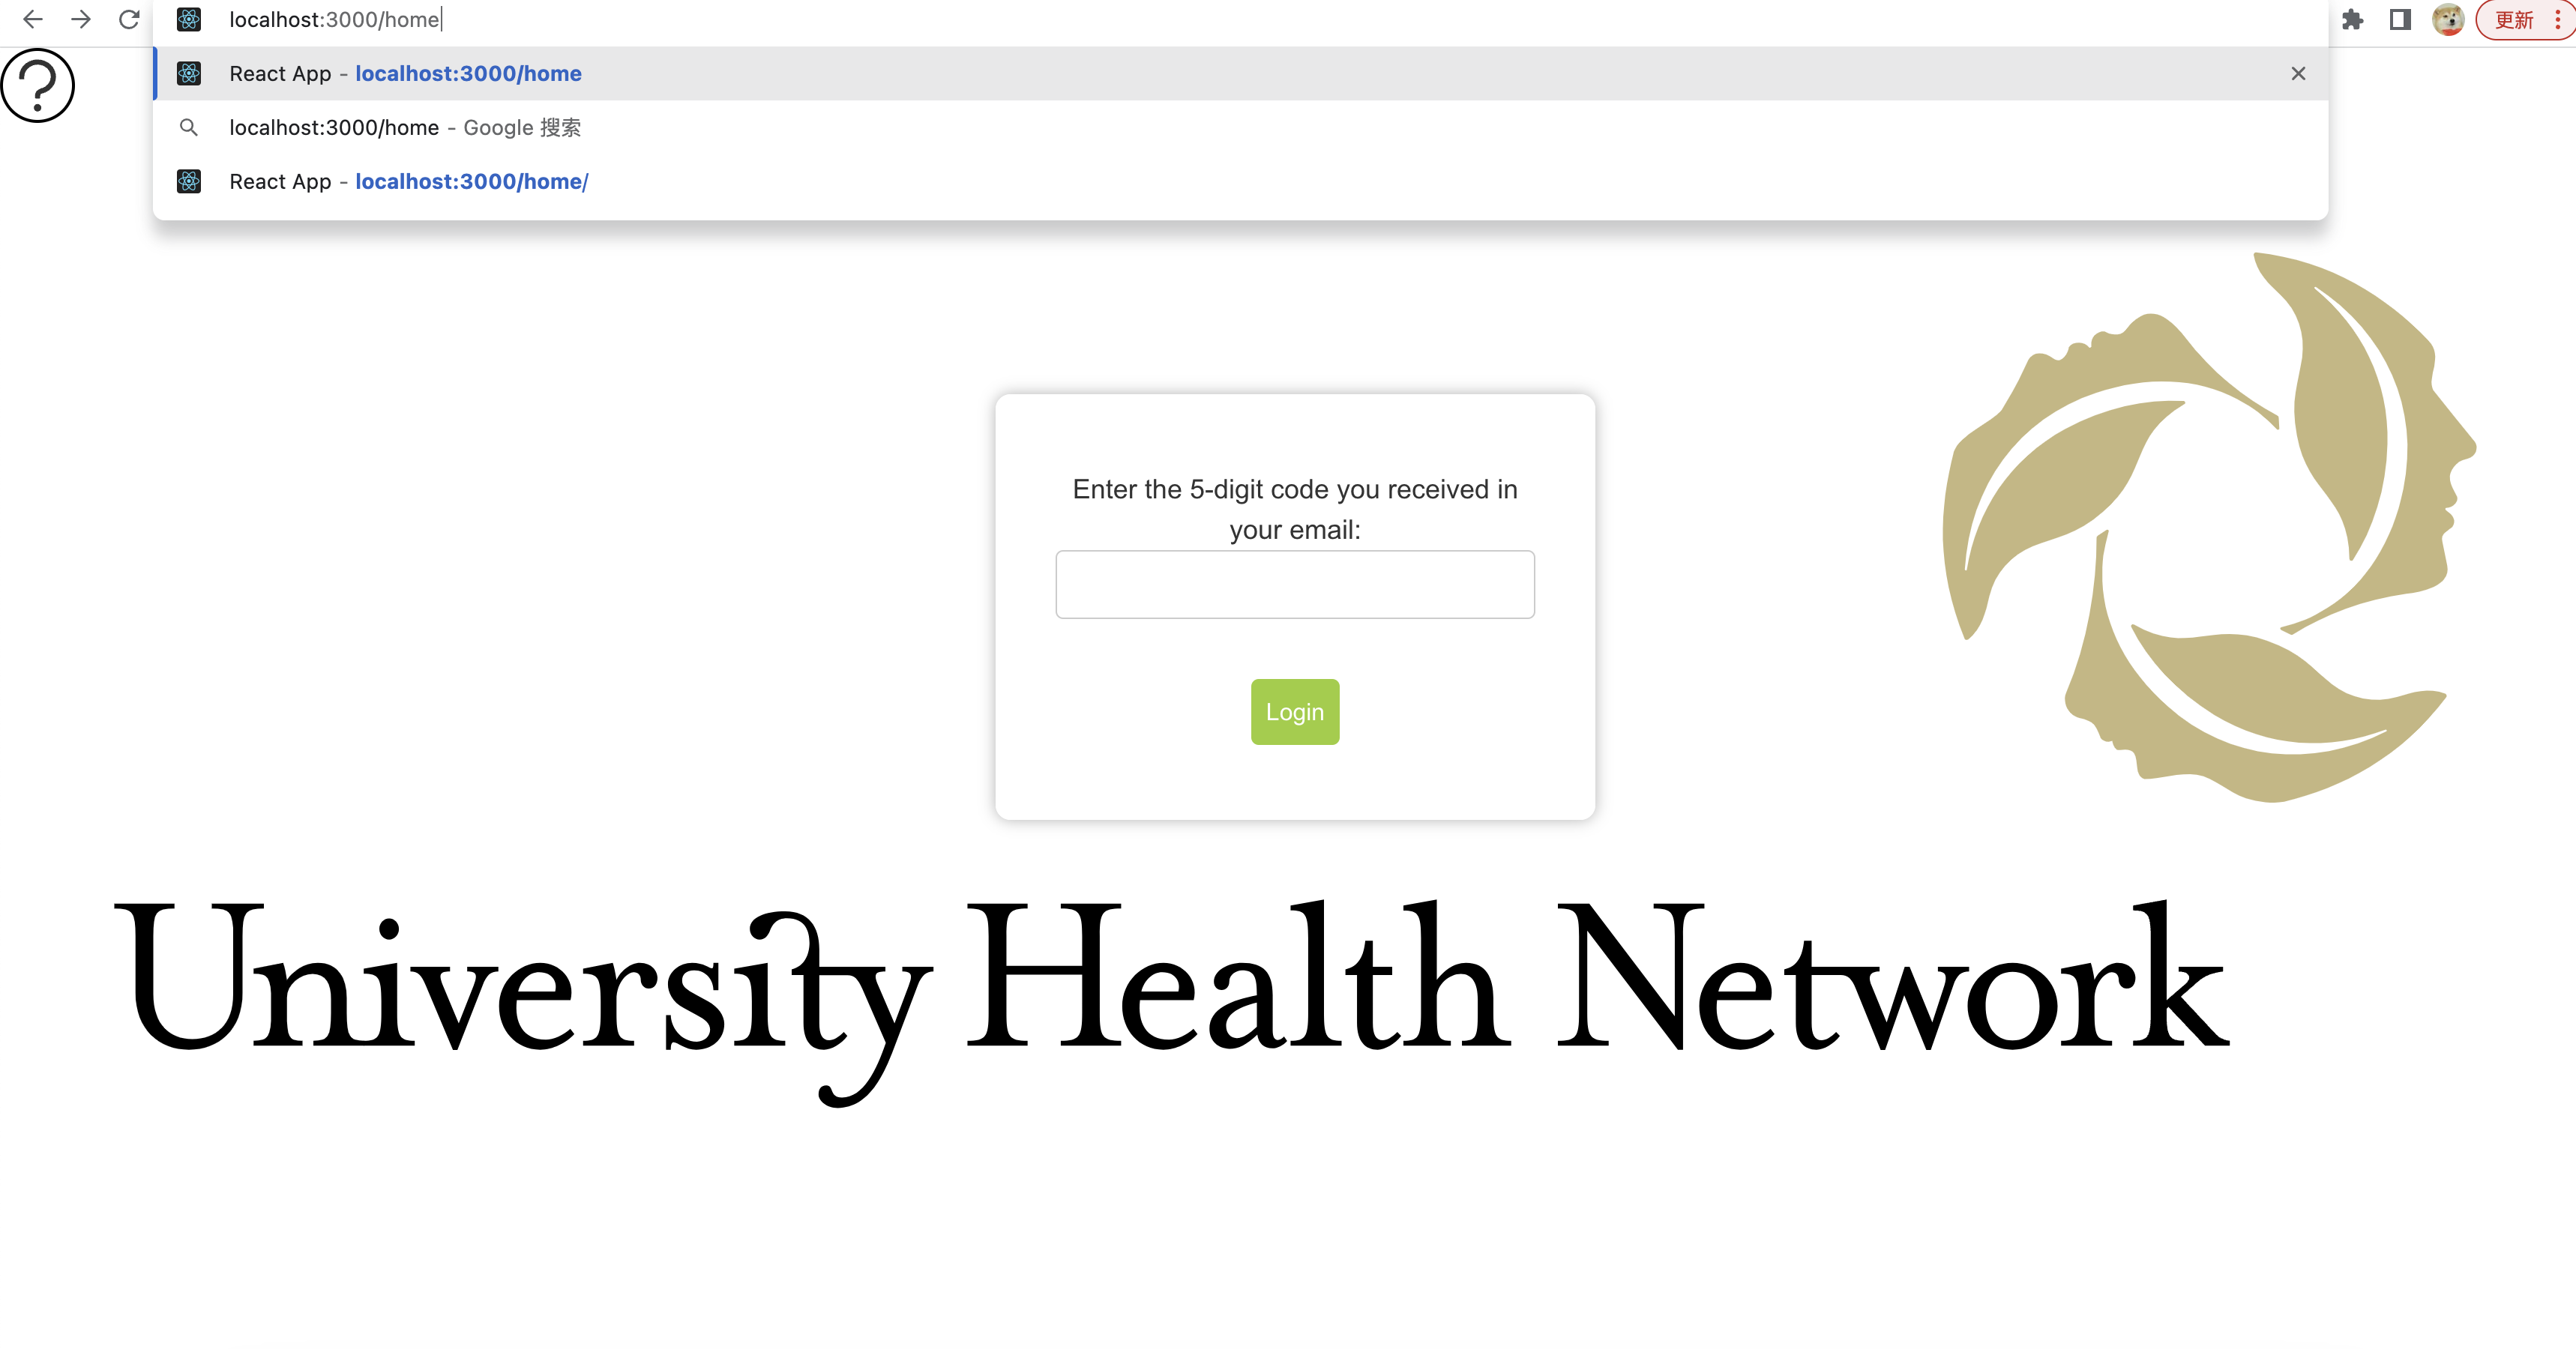 localhost:3000/home
更新
React App - localhost:3000/home
localhost:3000/home - Google 搜索
React App - localhost:3000/home/
?
Enter the 5-digit code you received in
your email:
Login
University Health Network